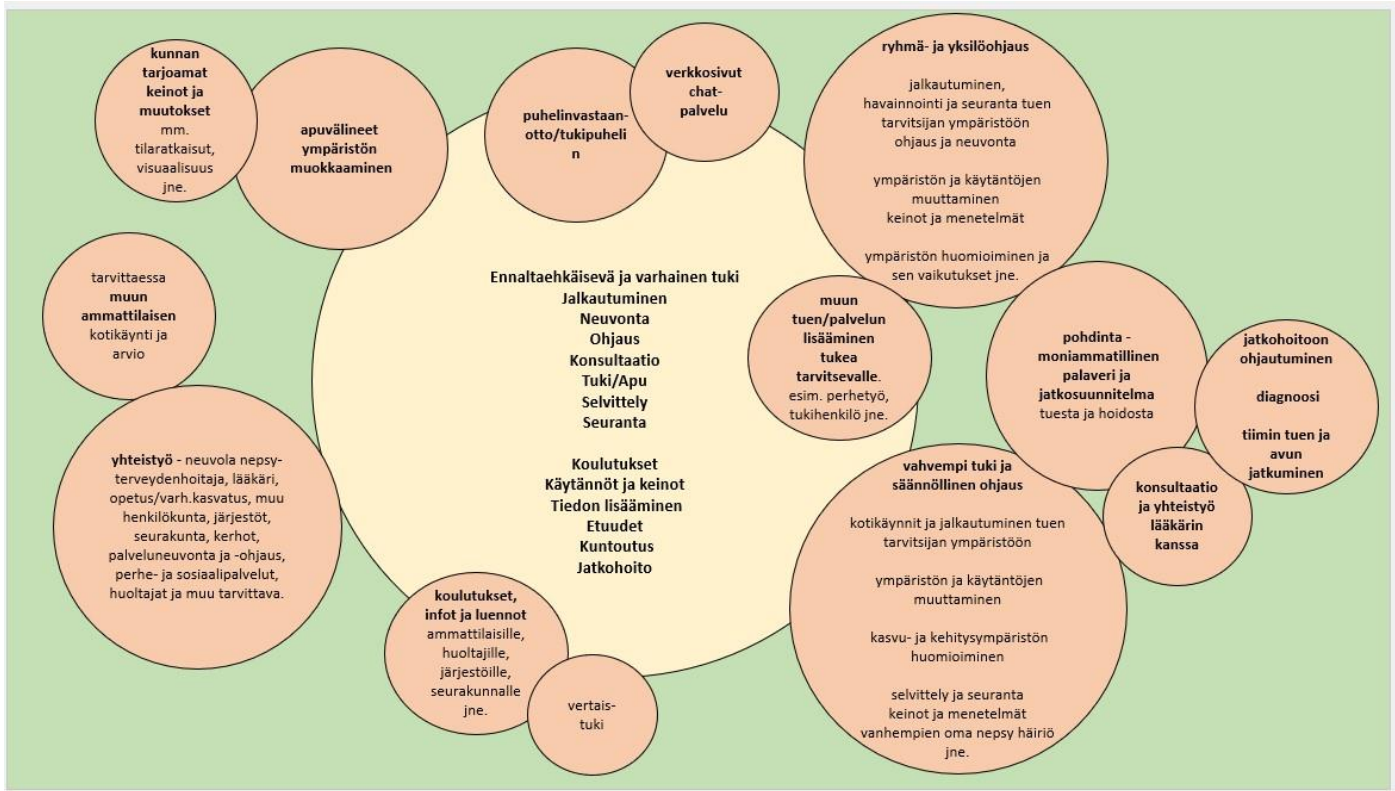 kunnan
tarjoamat
keinot ja
muutokset
mm.
tilaratkaisut,
visuaalisuus
jne.
apuvälineet
ympäristön
muokkaaminen
puhelinvastaan-
otto/tukipuheli
n
verkkosivut
chat-
palvelu
ryhmä- ja yksilöohjaus
jalkautuminen,
havainnointi ja seuranta tuen
tarvitsijan ympäristöön
ohjaus ja neuvonta
ympäristön ja käytäntöjen
muuttaminen
keinot ja menetelmät
ympäristön huomioiminen ja
sen vaikutukset jne.
tarvittaessa
muun
ammattilaisen
kotikäynti ja
arvio
Ennaltaehkäisevä ja varhainen tuki
Jalkautuminen
Neuvonta
Ohjaus
Konsultaatio
Tuki/Apu
Selvittely
Seuranta
Koulutukset
Käytännöt ja keinot
Tiedon lisääminen
Etuudet
Kuntoutus
Jatkohoito
muun
tuen/palvelun
lisääminen
tukea
tarvitsevalle.
esim. perhetyö,
tukihenkilö jne.
pohdinta -
moniammatillinen
palaveri ja
jatkosuunnitelma
tuesta ja hoidosta
jatkohoitoon
ohjautuminen
diagnoosi
tiimin tuen ja
avun
jatkuminen
yhteistyö - neuvola nepsy-
terveydenhoitaja, lääkäri,
opetus/varh.kasvatus, muu
henkilökunta, järjestöt,
seurakunta, kerhot,
palveluneuvonta ja -ohjaus,
perhe- ja sosiaalipalvelut,
huoltajat ja muu tarvittava.
vahvempi tuki ja
säännöllinen ohjaus
kotikäynnit ja jalkautuminen tuen
tarvitsijan ympäristöön
ympäristön ja käytäntöjen
muuttaminen
kasvu- ja kehitysympäristön
huomioiminen
selvittely ja seuranta
keinot ja menetelmät
vanhempien oma nepsy häiriö
jne.
konsultaatio
ja yhteistyö
lääkärin
kanssa
koulutukset,
infot ja luennot
ammattilaisille,
huoltajille,
järjestöille,
seurakunnalle
jne.
vertais-
tuki